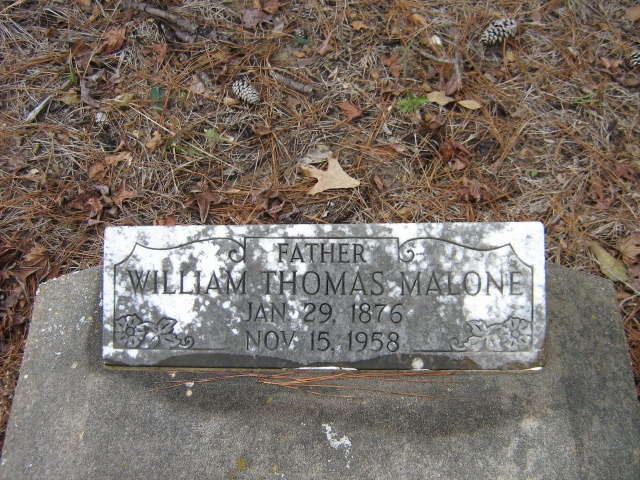 FATHER
WILLIAM THOMAS MALONE
JAN. 29, 1876
NOV. 15, 1958